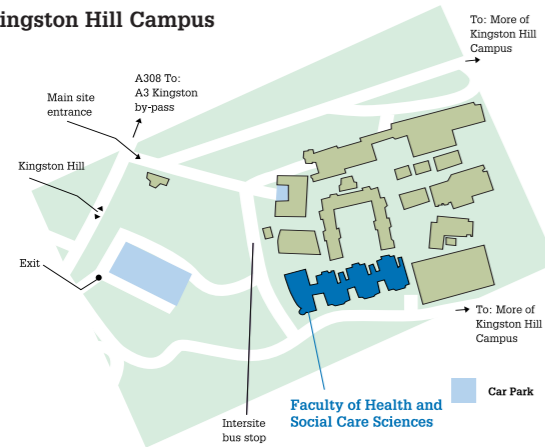 ingston Hill Campus
To: More of
Kingston Hill
Campus
A308 To:
A3 Kingston
by-pass
Main site
entrance
Kingston Hill
Exit
To: More of
Kingston Hill
Campus
Car Park
Faculty of Health and
Social Care Sciences
Intersite
bus stop